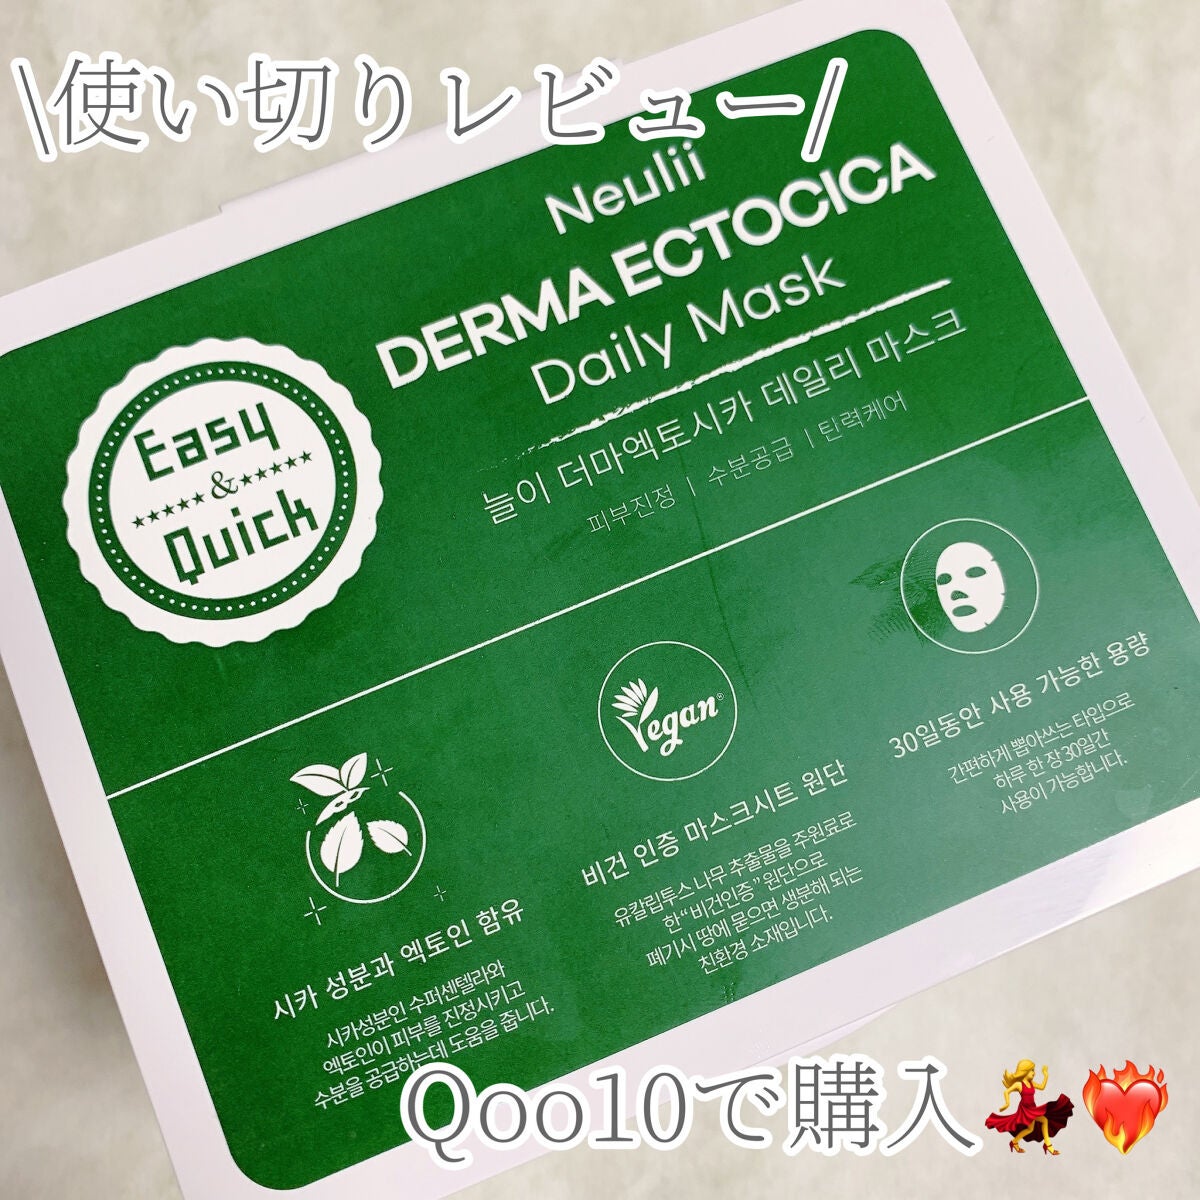 \使い切りレビュー/
Neulii
DERMA ECTOCICA
Daily Mask
늘이 더마엑토시카 데일리 마스크
피부진정 | 수분공급 | 탄력케어
Easy
&
Quick
시카 성분과 엑토인 함유
시카성분인 수퍼센텔라와
엑토인이 피부를 진정시키고
수분을 공급하는데 도움을 줍니다.
Vegan®
비건 인증 마스크시트 원단
유칼립투스 나무 추출물을 주원료로
한 “비건인증” 원단으로
폐기시 땅에 묻으면 생분해 되는
친환경 소재입니다.
30일동안 사용 가능한 용량
간편하게 뽑아쓰는 타입으로
하루 한 장 30일간
사용이 가능합니다.
Qoo10で購入💃❤️‍🔥